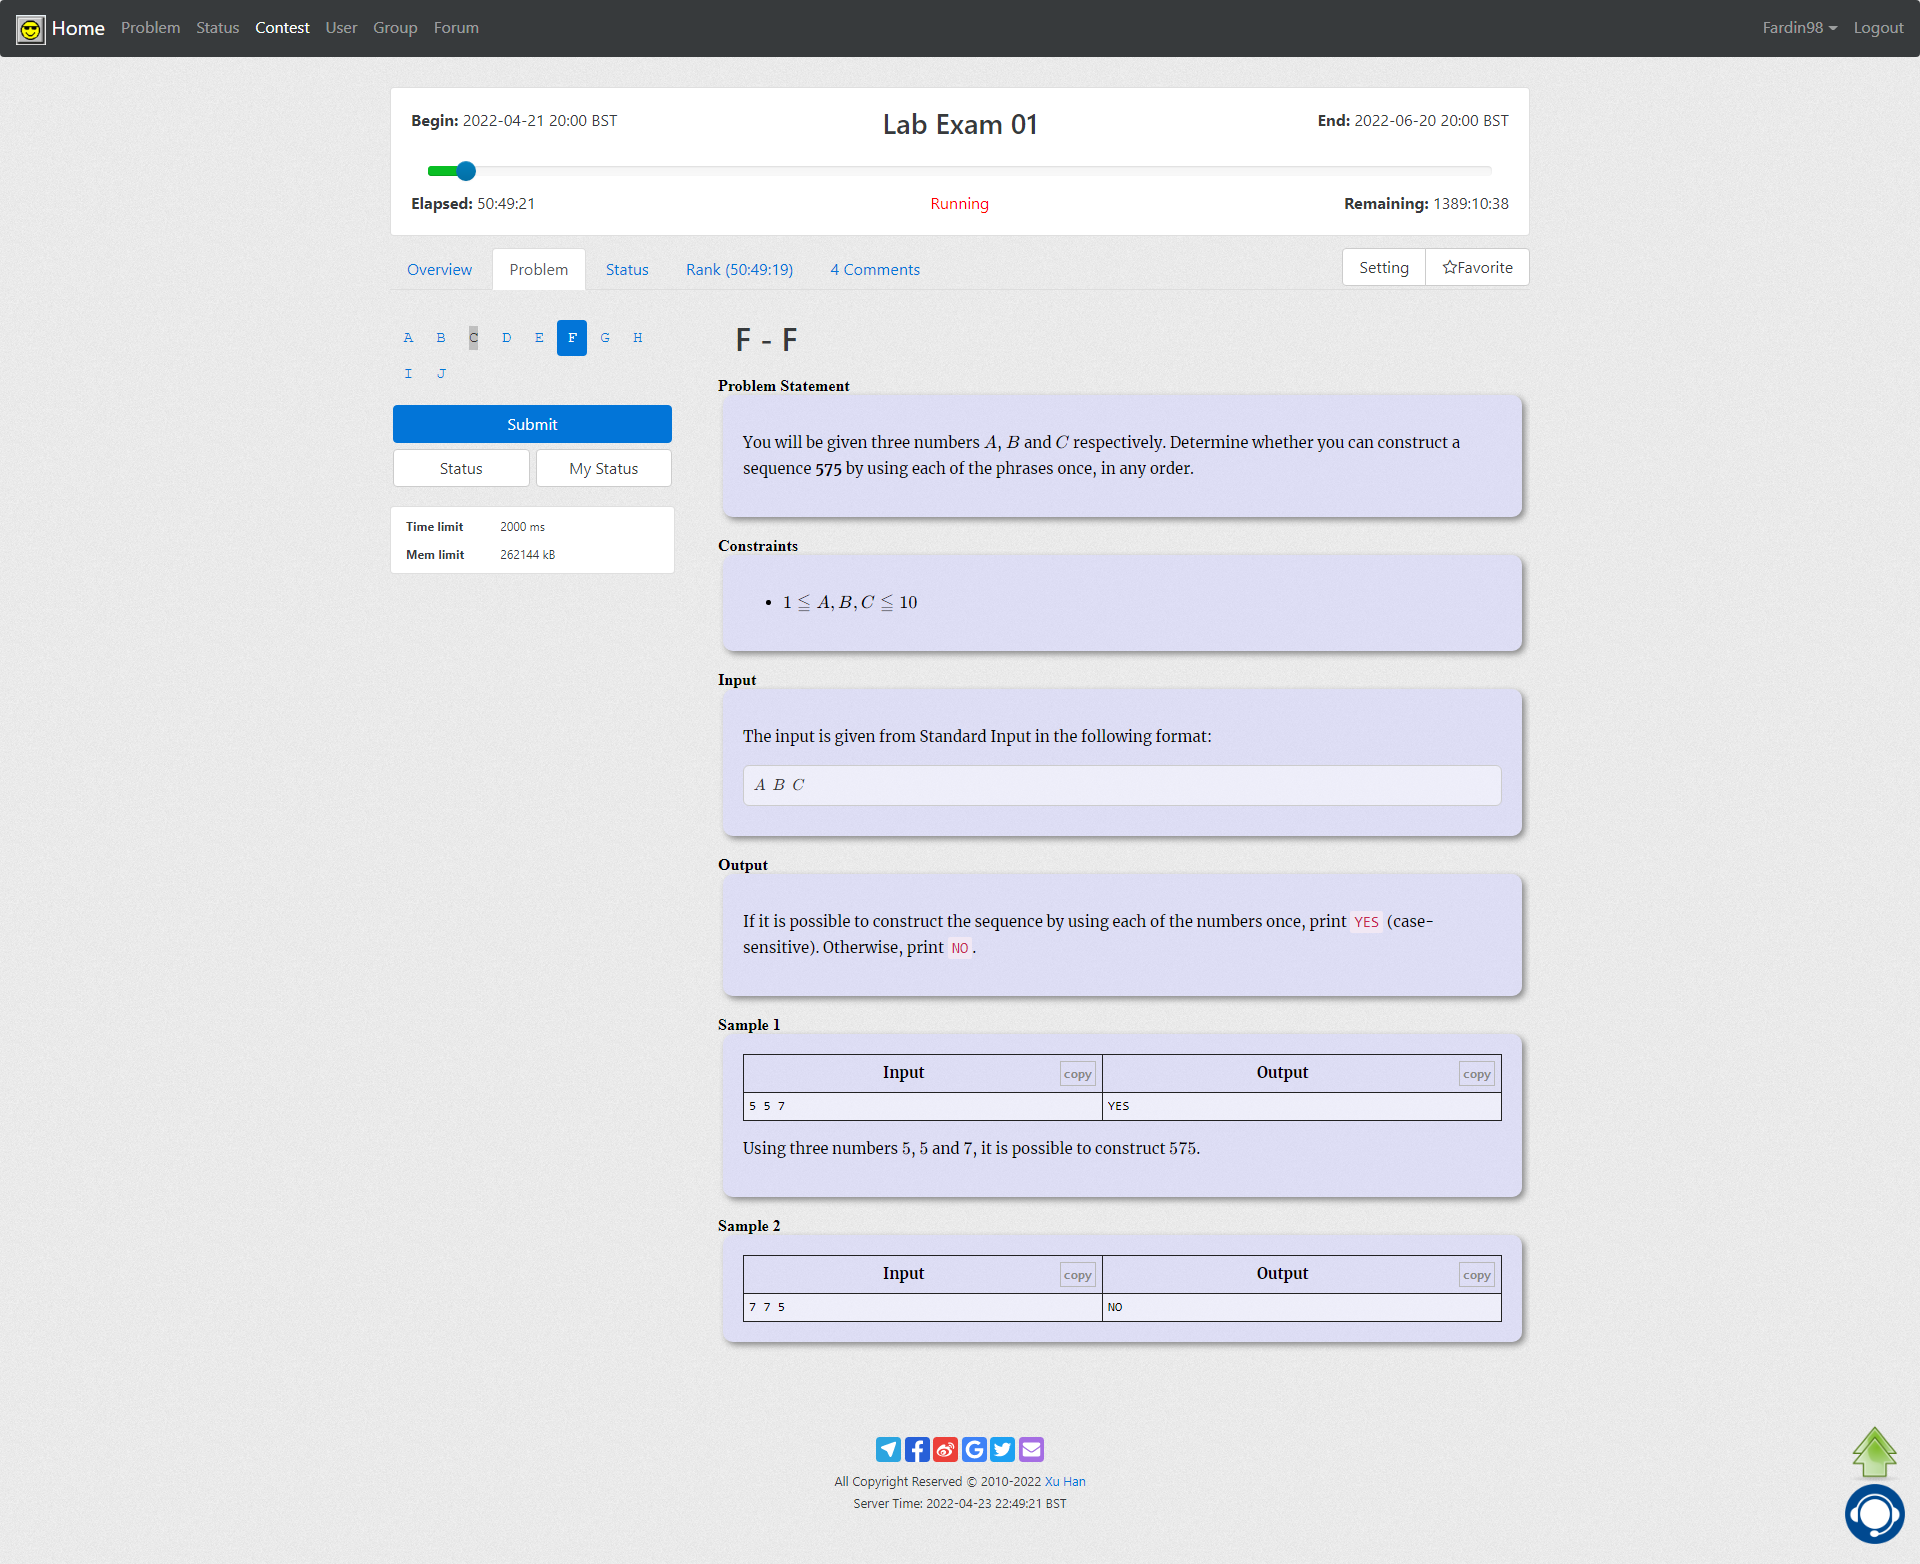 Home Problem Status Contest User Group Forum Fardin98 Logout
Begin: 2022-04-21 20:00 BST Lab Exam 01 End: 2022-06-20 20:00 BST
Elapsed: 50:49:21 Running Remaining: 1389:10:38
Overview Problem Status Rank (50:49:19) 4 Comments Setting Favorite
A B C D E F G H
I J
Submit
Status My Status
Time limit 2000 ms
Mem limit 262144 kB
F - F
Problem Statement
You will be given three numbers A, B and C respectively. Determine whether you can construct a
sequence 575 by using each of the phrases once, in any order.
Constraints
• 1 ≦ A, B, C ≦ 10
Input
The input is given from Standard Input in the following format:
A B C
Output
If it is possible to construct the sequence by using each of the numbers once, print YES (case-
sensitive). Otherwise, print NO.
Sample 1
Input copy Output copy
5 5 7 YES
Using three numbers 5, 5 and 7, it is possible to construct 575.
Sample 2
Input copy Output copy
7 7 5 NO
All Copyright Reserved © 2010-2022 Xu Han
Server Time: 2022-04-23 22:49:21 BST